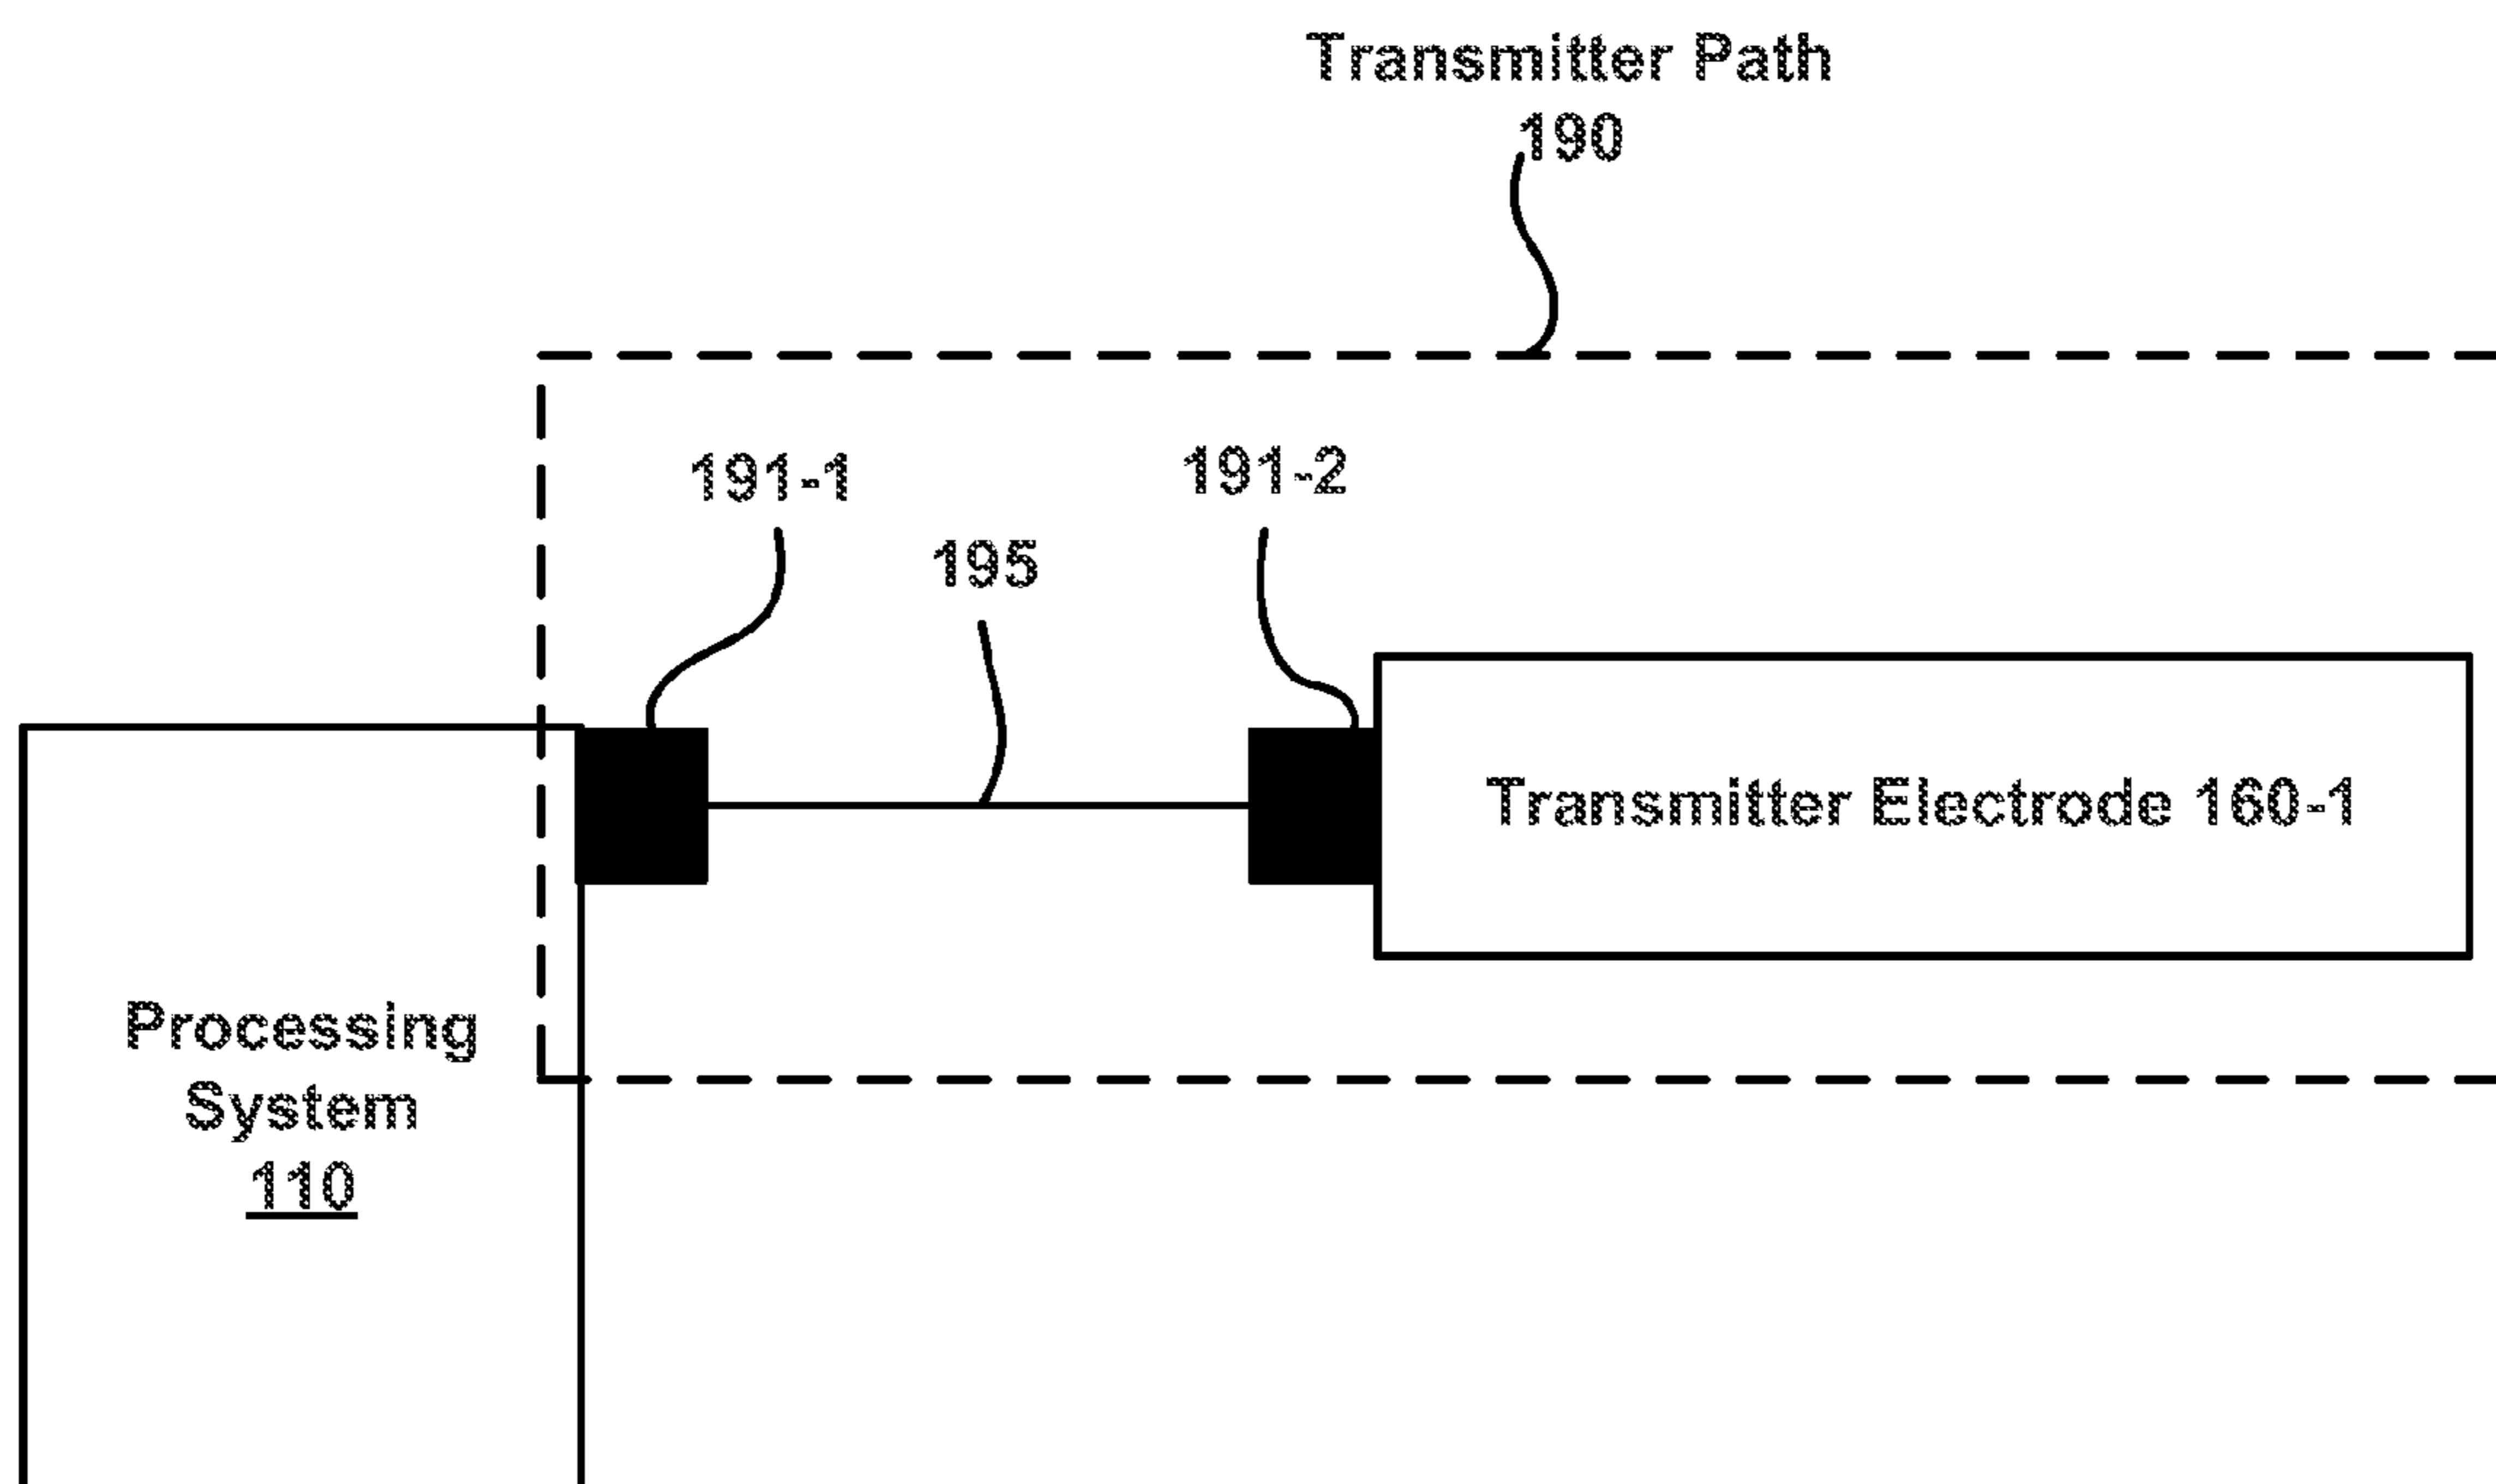 Transmitter Path
190
191-1
191-2
195
Transmitter Electrode 160-1
Processing
System
110